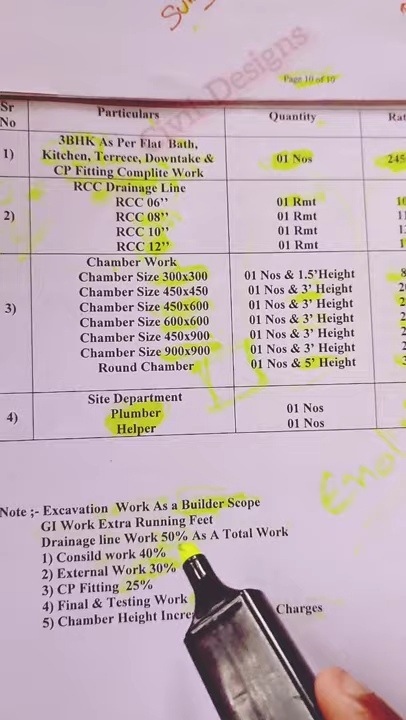 Civil Designs
Page 10 of 10
Sr No Particulars Quantity
1) 3BHK As Per Flat Bath,
Kitchen, Terrece, Downtake & 01 Nos 245
CP Fitting Complite Work
RCC Drainage Line
RCC 06’’ 01 Rmt
2) RCC 08’’ 01 Rmt
RCC 10’’ 01 Rmt
RCC 12’’ 01 Rmt
Chamber Work
Chamber Size 300x300 01 Nos & 1.5’Height
Chamber Size 450x450 01 Nos & 3’ Height
3) Chamber Size 450x600 01 Nos & 3’ Height
Chamber Size 600x600 01 Nos & 3’ Height
Chamber Size 450x900 01 Nos & 3’ Height
Chamber Size 900x900 01 Nos & 3’ Height
Round Chamber 01 Nos & 5’ Height
Site Department
4) Plumber 01 Nos
Helper 01 Nos
Note ;- Excavation Work As a Builder Scope
GI Work Extra Running Feet
Drainage line Work 50% As A Total Work
1) Consild work 40%
2) External Work 30%
3) CP Fitting 25%
4) Final & Testing Work
5) Chamber Height Charges